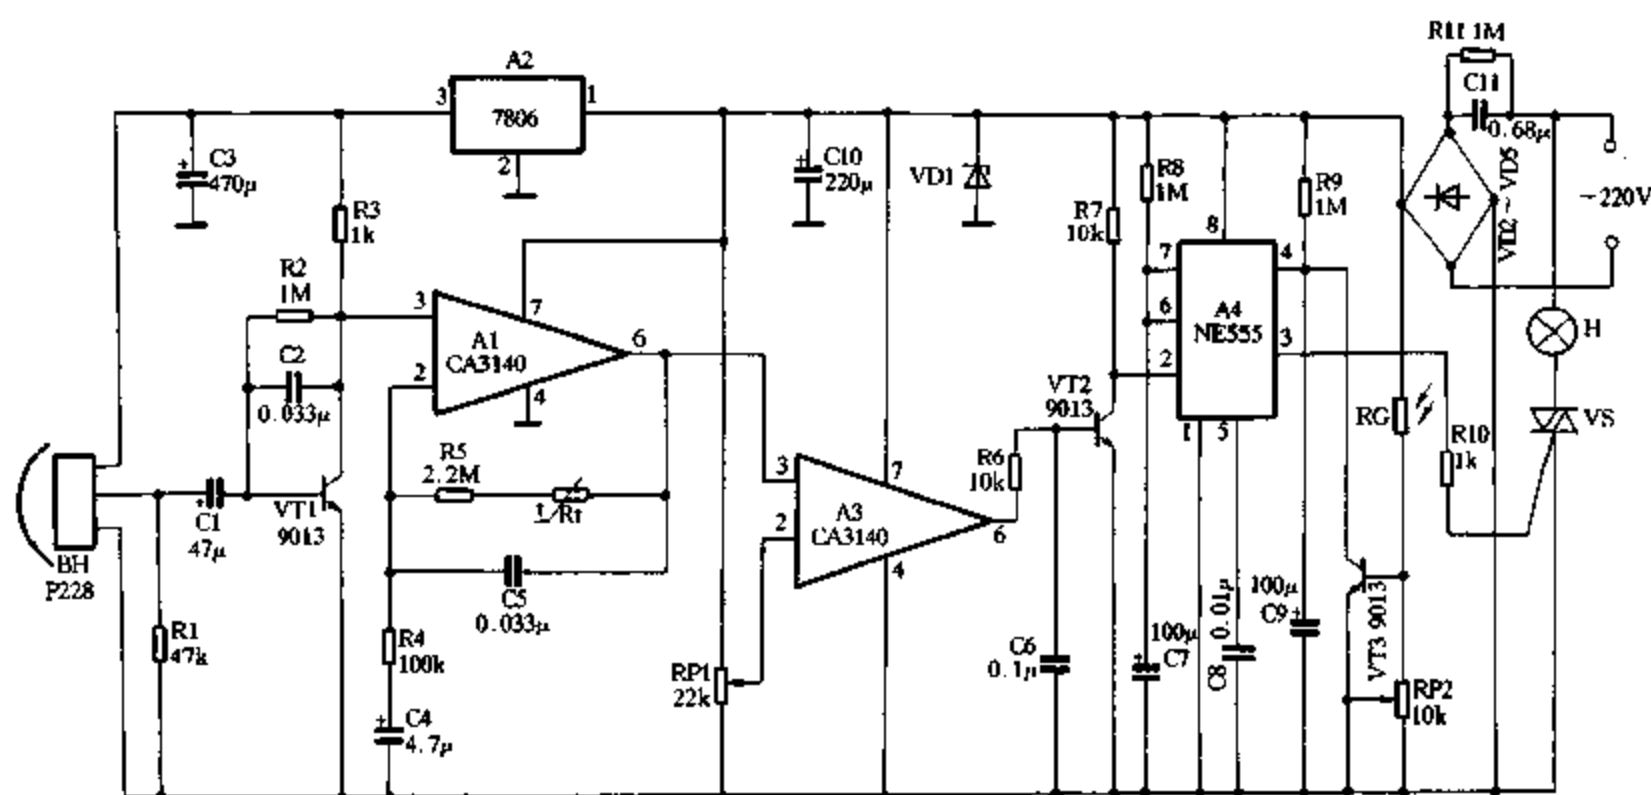 R11 1M
C11
0.68μ
A2
3
7806
1
2
C3
470μ
C10
220μ
VD1
R8
1M
R9
1M
VD2~VD5
~220V
R3
1k
R7
10k
8
R2
1M
7
4
3
7
A1
CA3140
6
6
A4
NE555
3
H
C2
0.033μ
2
4
2
VT2
9013
1
5
RG
VS
R5
2.2M
Rt
3
7
R6
10k
R10
1k
C1
47μ
VT1
9013
A3
CA3140
2
6
4
BH
P228
C5
0.033μ
R1
47k
R4
100k
C6
0.1μ
100μ
C7
C8 0.01μ
100μ
C9
VT3 9013
RP1
22k
RP2
10k
C4
4.7μ